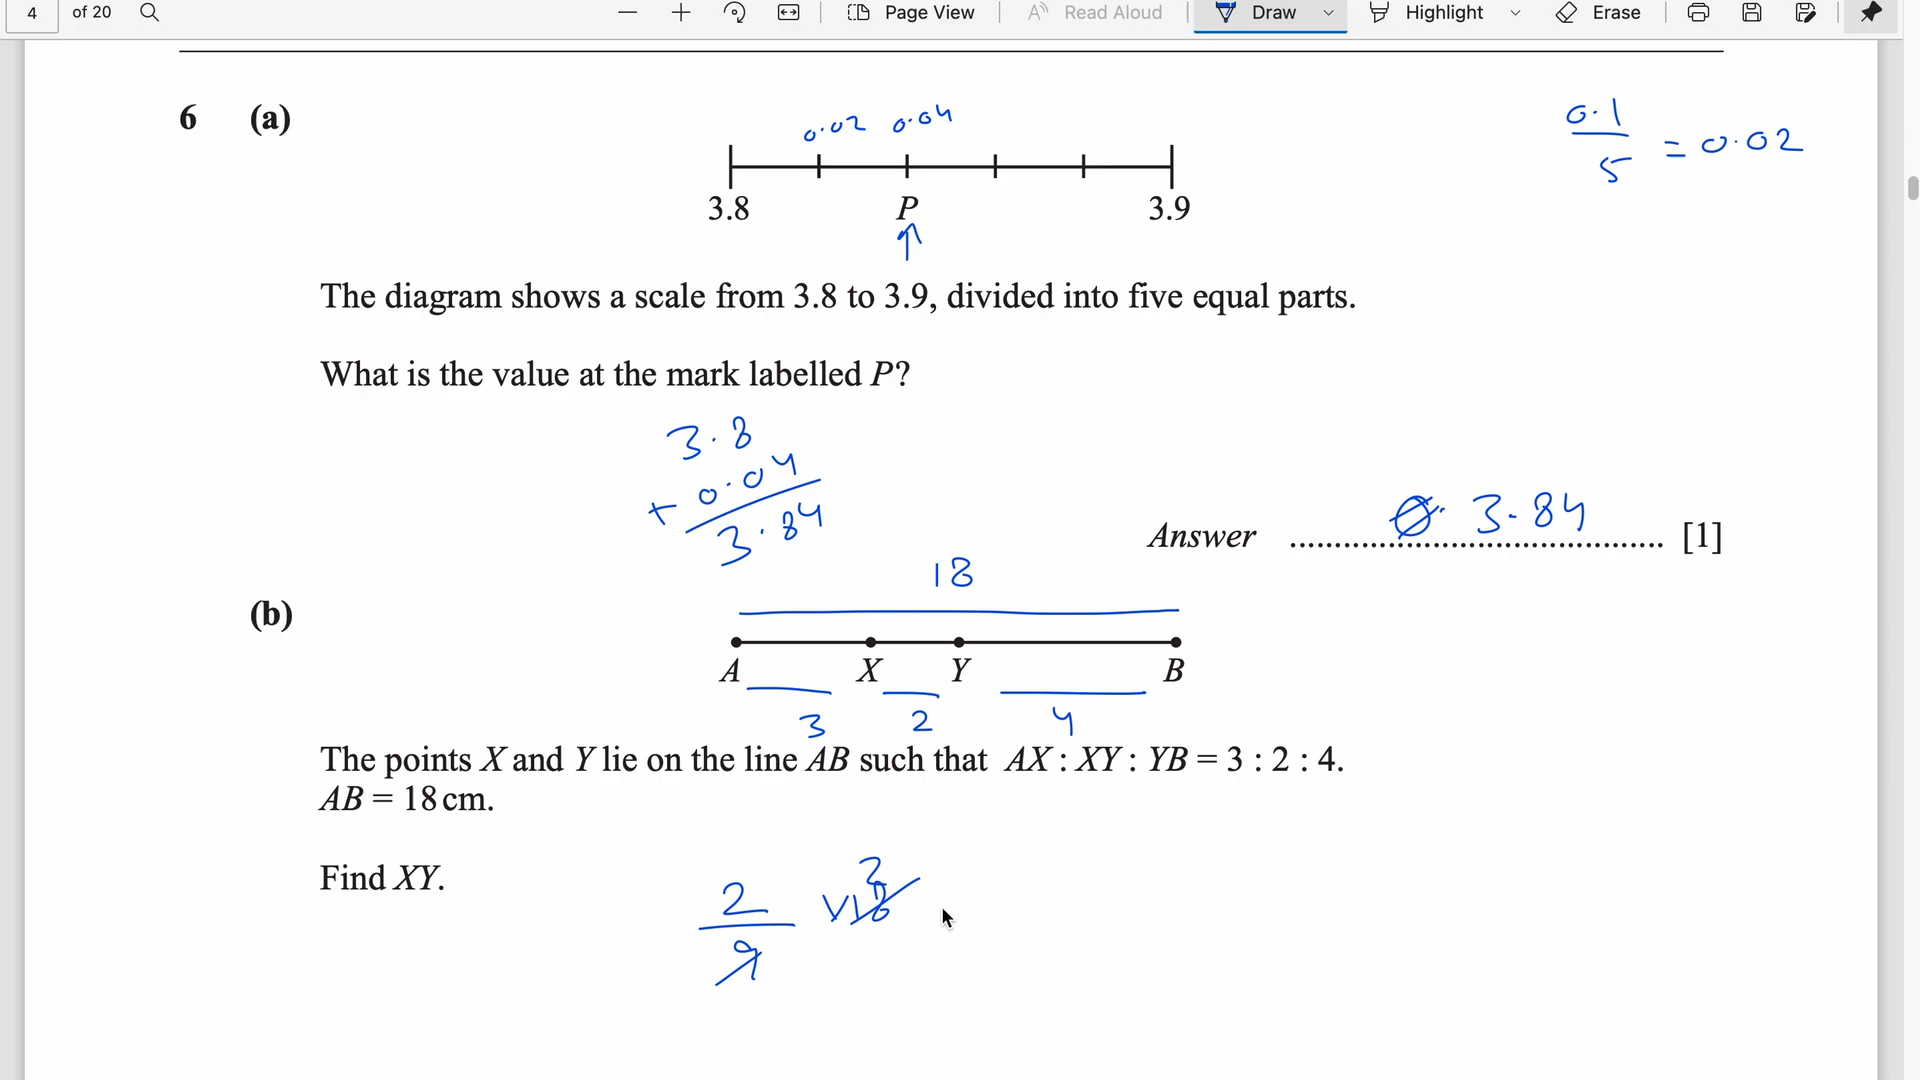 4 of 20 Page View Read Aloud Draw Highlight Erase
6 (a)
0.02 0.04
0.1
5
= 0.02
3.8 P 3.9
The diagram shows a scale from 3.8 to 3.9, divided into five equal parts.
What is the value at the mark labelled P?
3.8
+ 0.04
3.84
Answer ........................................ 3.84 [1]
18
(b)
A X Y B
3 2 4
The points X and Y lie on the line AB such that AX : XY : YB = 3 : 2 : 4.
AB = 18 cm.
Find XY.
2
2 ×18
9